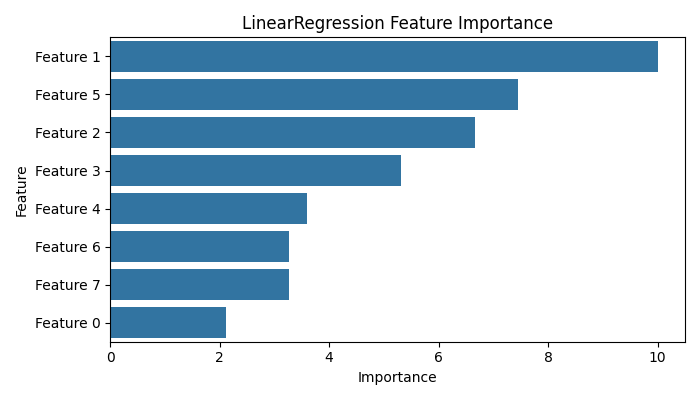 LinearRegression Feature Importance
Feature
Feature 1
Feature 5
Feature 2
Feature 3
Feature 4
Feature 6
Feature 7
Feature 0
0 2 4 6 8 10
Importance